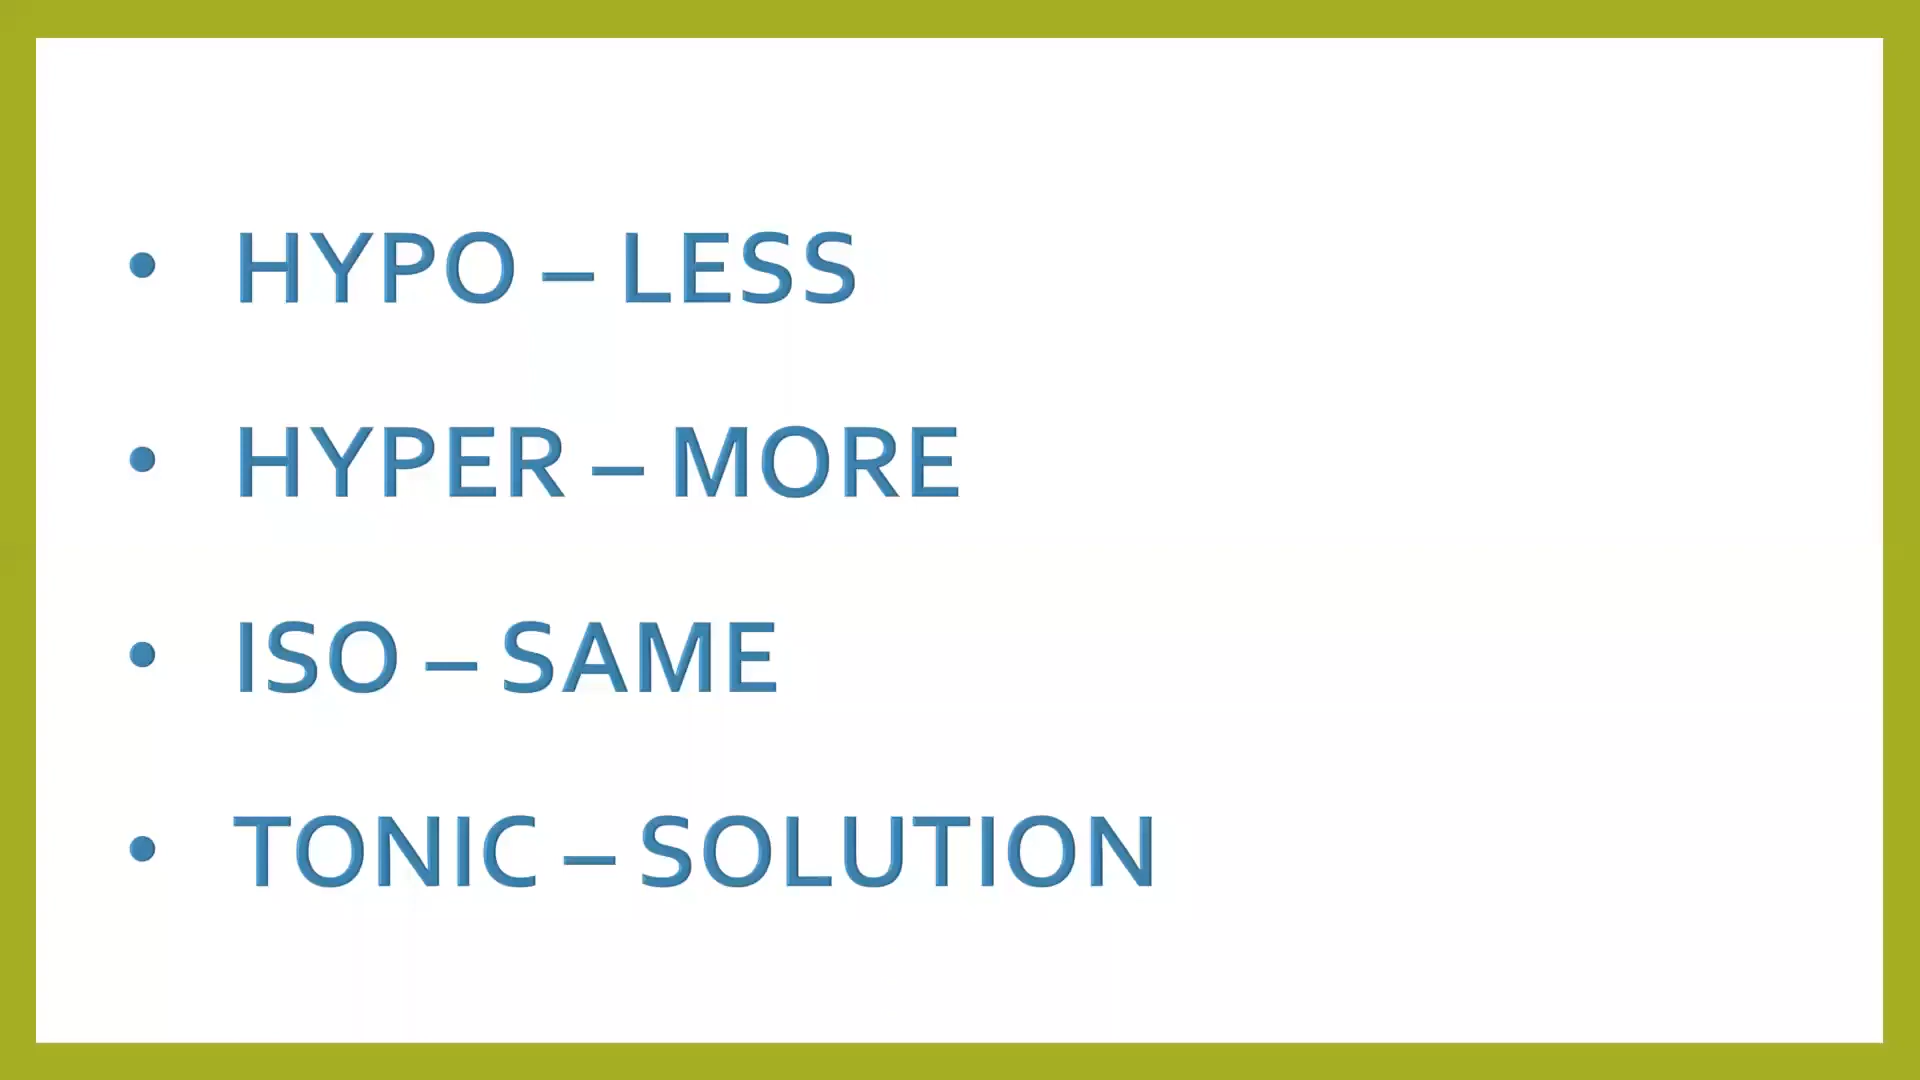 • HYPO – LESS
• HYPER – MORE
• ISO – SAME
• TONIC – SOLUTION